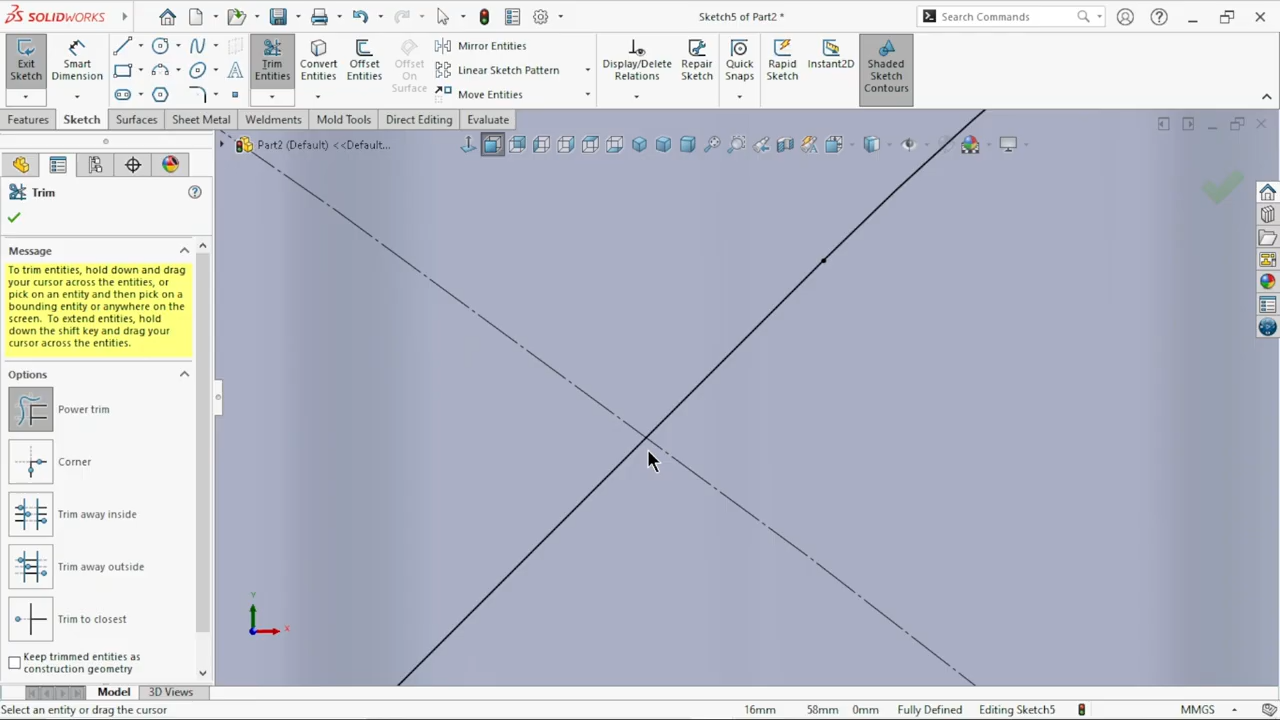 SOLIDWORKS
Sketch5 of Part2 *
Search Commands
Exit
Sketch
Smart
Dimension
Trim
Entities
Convert
Entities
Offset
Entities
Offset
On
Surface
Mirror Entities
Linear Sketch Pattern
Move Entities
Display/Delete
Relations
Repair
Sketch
Quick
Snaps
Rapid
Sketch
Instant2D
Shaded
Sketch
Contours
Features
Sketch
Surfaces
Sheet Metal
Weldments
Mold Tools
Direct Editing
Evaluate
Part2 (Default) <<Default...
Trim
Message
To trim entities, hold down and drag
your cursor across the entities, or
pick on an entity and then pick on a
bounding entity or anywhere on the
screen. To extend entities, hold
down the shift key and drag your
cursor across the entities.
Options
Power trim
Corner
Trim away inside
Trim away outside
Trim to closest
Keep trimmed entities as
construction geometry
Y
X
Model
3D Views
Select an entity or drag the cursor
16mm
58mm
0mm
Fully Defined
Editing Sketch5
MMGS